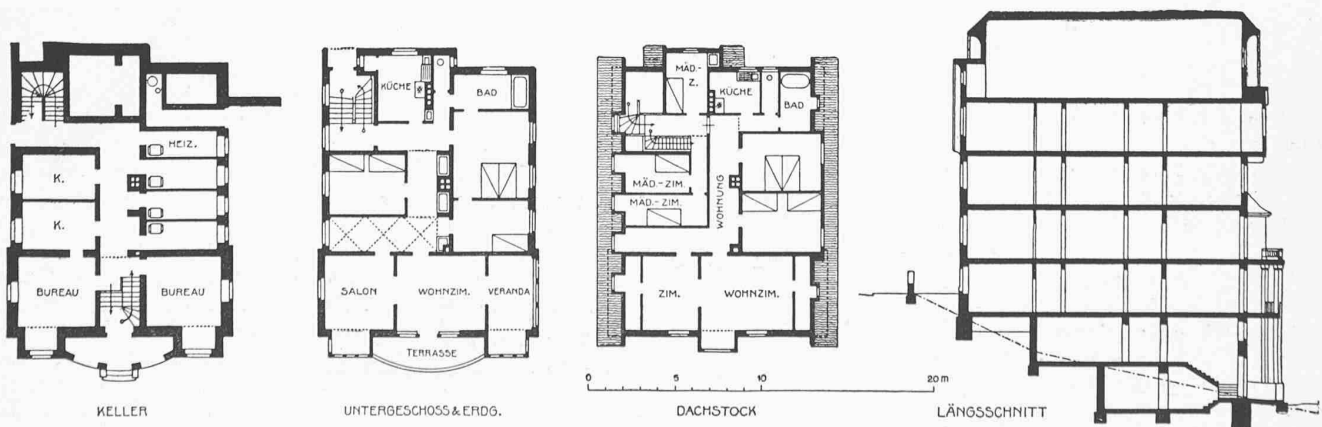 K.
K.
HEIZ.
BUREAU
BUREAU
KELLER
KÜCHE
BAD
SALON
WOHNZIM.
VERANDA
TERRASSE
UNTERGESCHOSS & ERDG.
MÄD.-
Z.
KÜCHE
BAD
MÄD.-ZIM.
MÄD.-ZIM.
WOHNUNG
ZIM.
WOHNZIM.
0 5 10 20 m
DACHSTOCK
LÄNGSSCHNITT